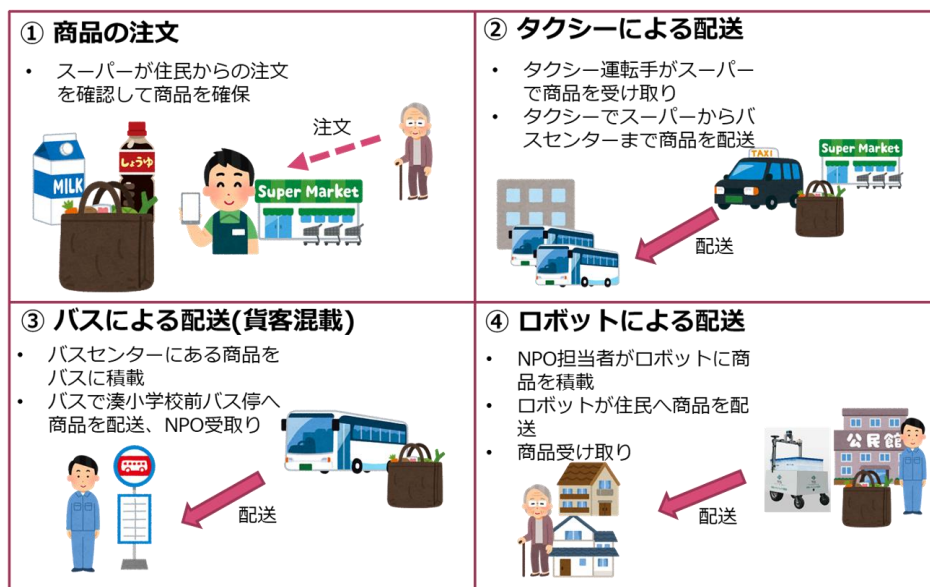 ① 商品の注文
• スーパーが住民からの注文
を確認して商品を確保
注文
しょうゆ
MILK
Super Market
② タクシーによる配送
• タクシー運転手がスーパー
で商品を受け取り
• タクシーでスーパーからバ
スセンターまで商品を配送
TAXI
Super Market
配送
③ バスによる配送(貨客混載)
• バスセンターにある商品を
バスに積載
• バスで湊小学校前バス停へ
商品を配送、NPO受取り
配送
④ ロボットによる配送
• NPO担当者がロボットに商
品を積載
• ロボットが住民へ商品を配
送
• 商品受け取り
公民館
配送